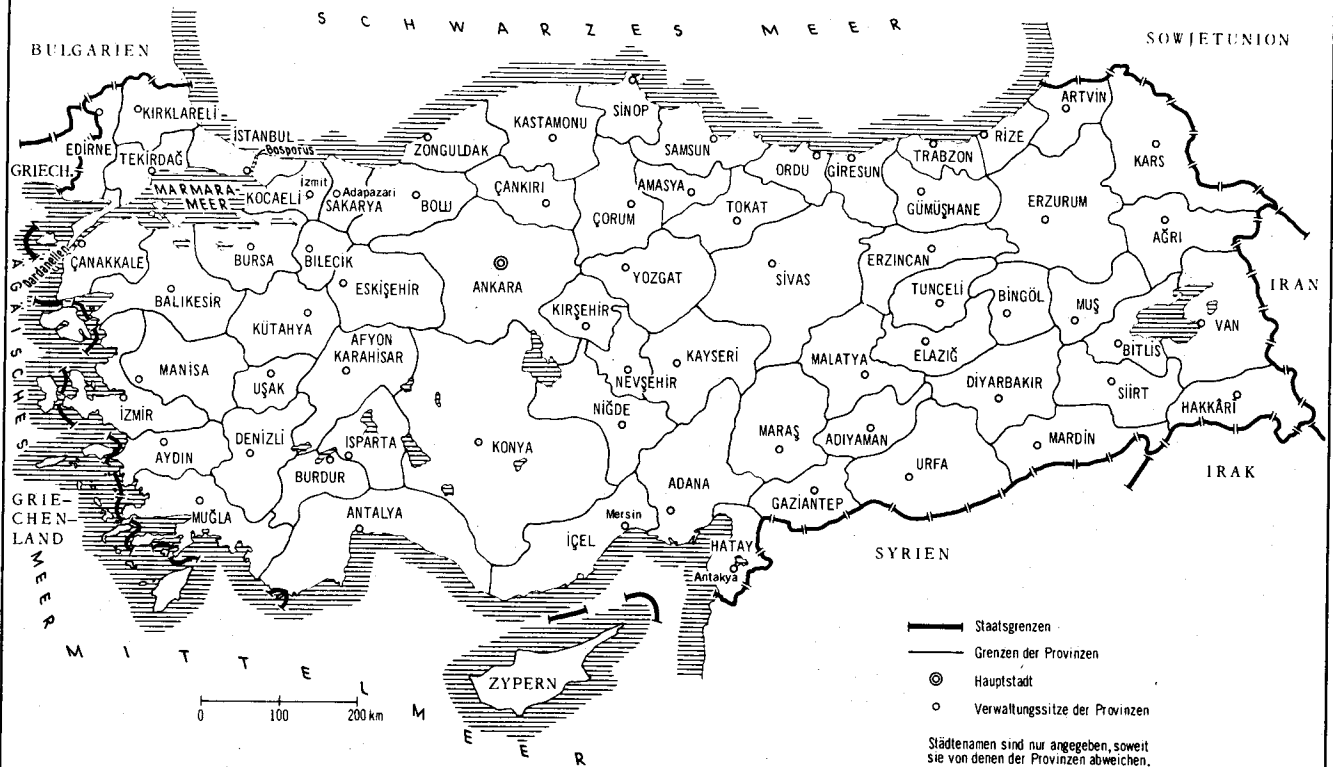 SCHWARZES MEER
BULGARIEN
SOWJETUNION
KIRKLARELİ
EDİRNE
TEKİRDAĞ
İSTANBUL
Bosporus
GRIECH.
MARMARA-
MEER
KOCAELİ
İzmit
Adapazari
SAKARYA
BOLU
ZONGULDAK
KASTAMONU
SİNOP
SAMSUN
ÇANKIRI
ÇORUM
AMASYA
TOKAT
ORDU
GİRESUN
TRABZON
GÜMÜŞHANE
RİZE
ARTVİN
KARS
ERZURUM
AĞRI
IRAN
Dardanellen
ÇANAKKALE
BALIKESİR
BURSA
BİLECİK
ESKİŞEHİR
ANKARA
KIRŞEHİR
YOZGAT
SİVAS
ERZİNCAN
TUNÇELİ
BİNGÖL
MUŞ
BİTLİS
VAN
KÜTAHYA
AFYON
KARAHİSAR
UŞAK
MANİSA
İZMİR
AYDIN
DENİZLİ
ISPARTA
BURDUR
MUĞLA
ANTALYA
KONYA
NEVŞEHİR
NİĞDE
KAYSERİ
MALATYA
ELAZIĞ
DİYARBAKIR
SİİRT
HAKKÂRİ
MARAŞ
ADIYAMAN
URFA
MARDİN
IRAK
ADANA
GAZİANTEP
Mersin
İÇEL
HATAY
Antakya
SYRIEN
ÄGÄISCHES
MEER
GRIE-
CHEN-
LAND
MITTELMEER
ZYPERN
0 100 200 km
Staatsgrenzen
Grenzen der Provinzen
Hauptstadt
Verwaltungssitze der Provinzen
Städtenamen sind nur angegeben, soweit
sie von denen der Provinzen abweichen.